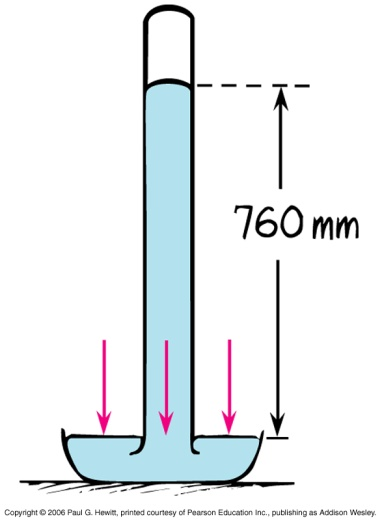 760 mm
Copyright © 2006 Paul G. Hewitt, printed courtesy of Pearson Education Inc., publishing as Addison Wesley.